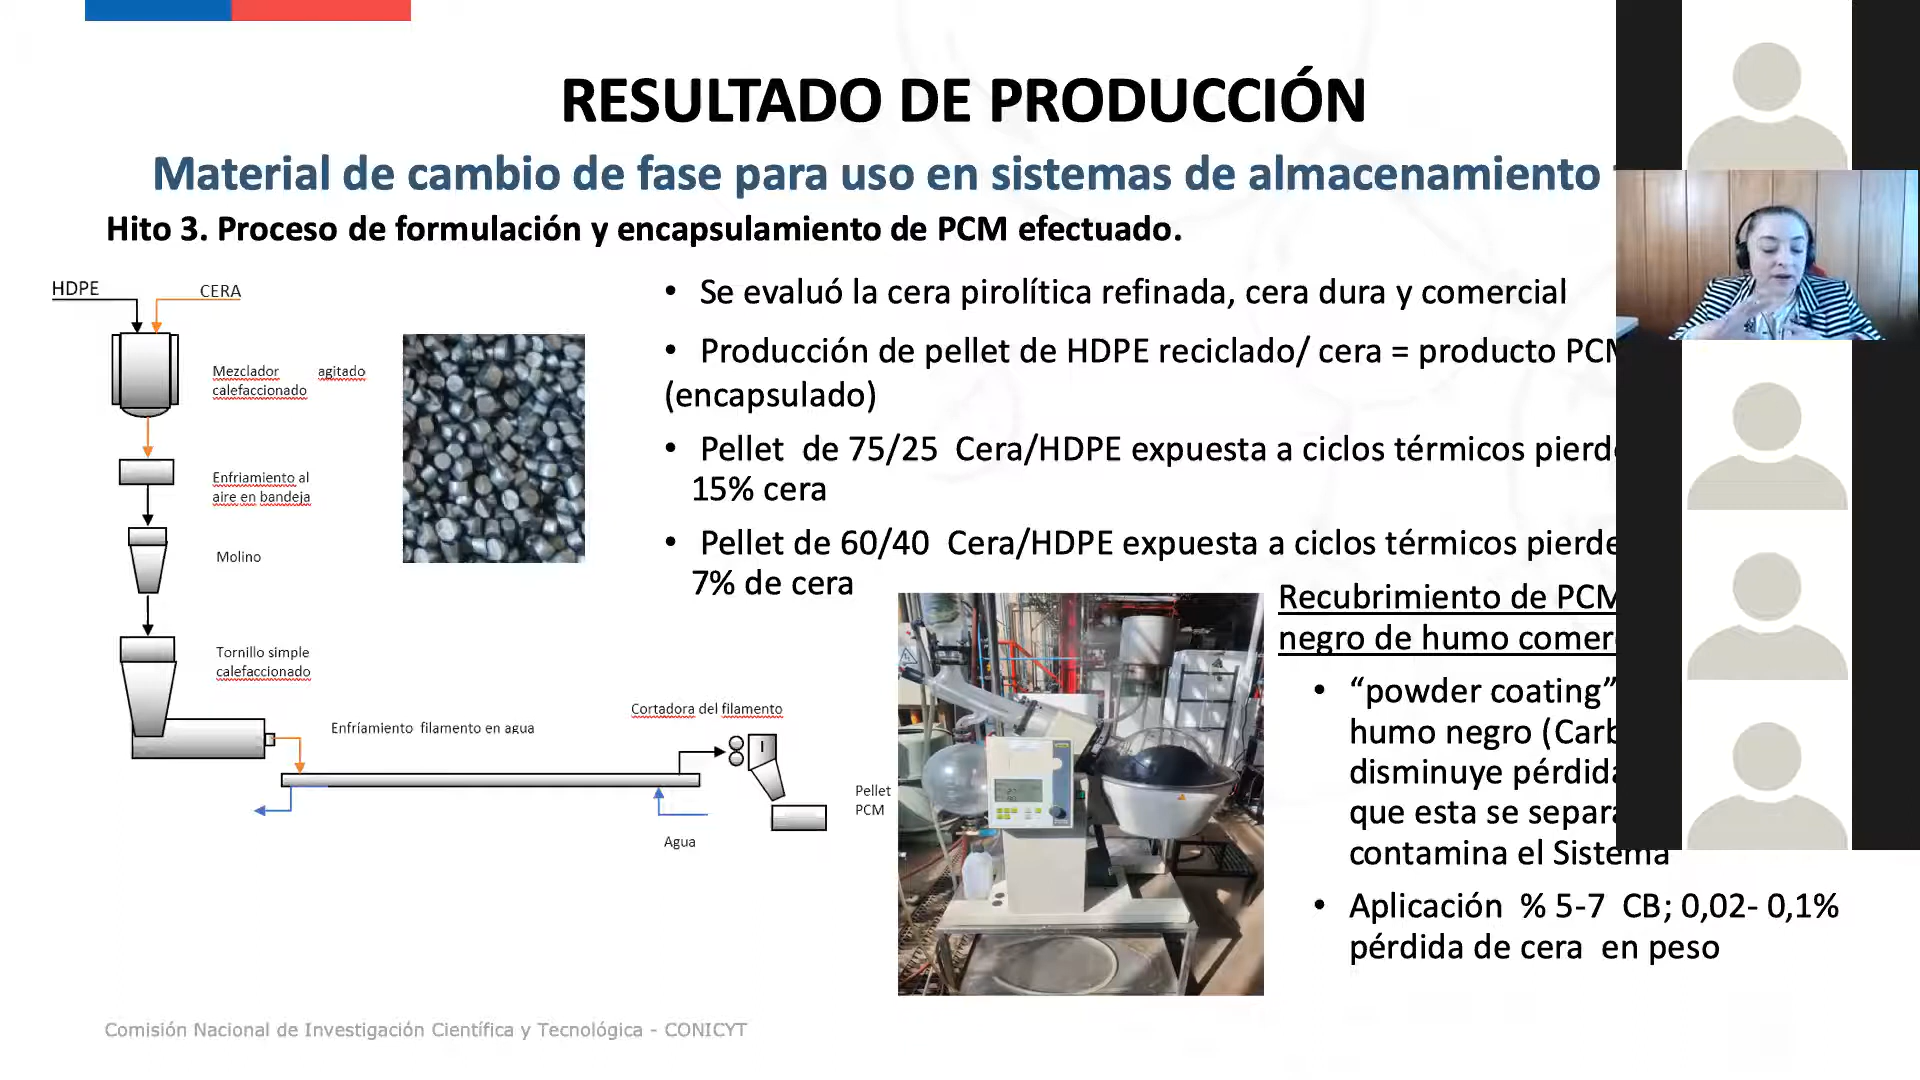 RESULTADO DE PRODUCCIÓN
Material de cambio de fase para uso en sistemas de almacenamiento
Hito 3. Proceso de formulación y encapsulamiento de PCM efectuado.
HDPE
CERA
Mezclador agitado
calefaccionado
Enfriamiento al
aire en bandeja
Molino
Tornillo simple
calefaccionado
Enfríamiento filamento en agua
Cortadora del filamento
Agua
Pellet
PCM
• Se evaluó la cera pirolítica refinada, cera dura y comercial
• Producción de pellet de HDPE reciclado/ cera = producto PCM
(encapsulado)
• Pellet de 75/25 Cera/HDPE expuesta a ciclos térmicos
15% cera
• Pellet de 60/40 Cera/HDPE expuesta a ciclos térmicos pierde
7% de cera
Recubrimiento de PCM
negro de humo
• “powder coating”
humo negro
disminuye
que esta se
contamina el Sistema
• Aplicación % 5-7 CB; 0,02- 0,1%
pérdida de cera en peso
Comisión Nacional de Investigación Científica y Tecnológica - CONICYT